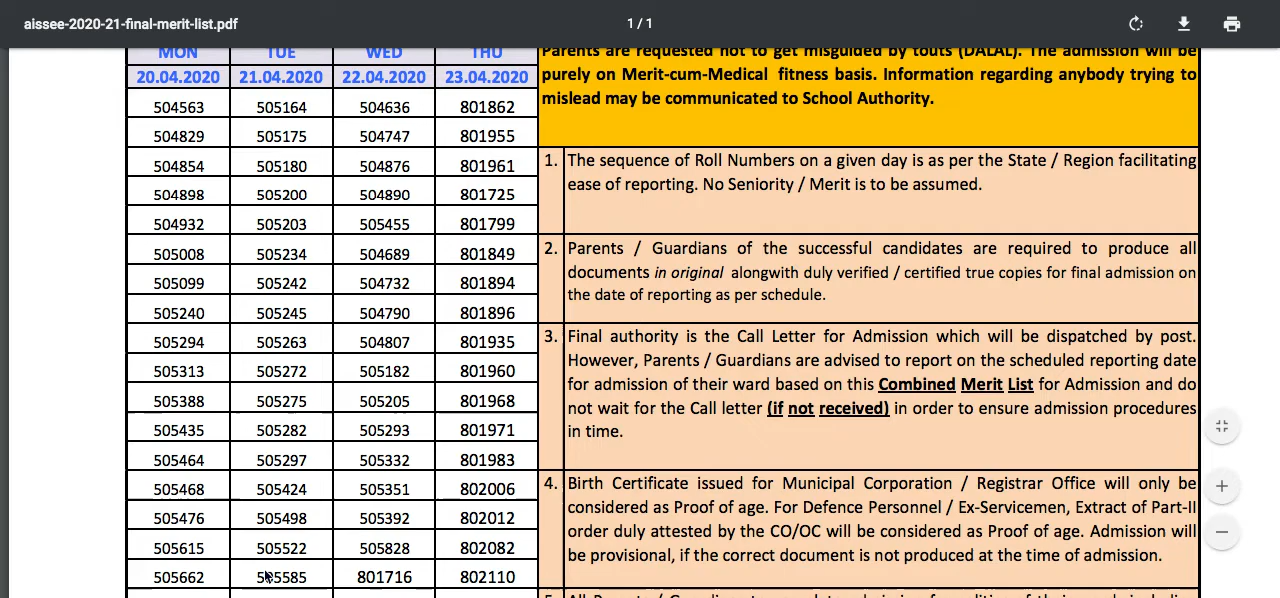 aissee-2020-21-final-merit-list.pdf
1 / 1
MON TUE WED THU
20.04.2020 21.04.2020 22.04.2020 23.04.2020
504563 505164 504636 801862
504829 505175 504747 801955
504854 505180 504876 801961
504898 505200 504890 801725
504932 505203 505455 801799
505008 505234 504689 801849
505099 505242 504732 801894
505240 505245 504790 801896
505294 505263 504807 801935
505313 505272 505182 801960
505388 505275 505205 801968
505435 505282 505293 801971
505464 505297 505332 801983
505468 505424 505351 802006
505476 505498 505392 802012
505615 505522 505828 802082
505662 505585 801716 802110
Parents are requested not to get misguided by touts (DALAL). The admission will be
purely on Merit-cum-Medical fitness basis. Information regarding anybody trying to
mislead may be communicated to School Authority.
1. The sequence of Roll Numbers on a given day is as per the State / Region facilitating
ease of reporting. No Seniority / Merit is to be assumed.
2. Parents / Guardians of the successful candidates are required to produce all
documents in original alongwith duly verified / certified true copies for final admission on
the date of reporting as per schedule.
3. Final authority is the Call Letter for Admission which will be dispatched by post.
However, Parents / Guardians are advised to report on the scheduled reporting date
for admission of their ward based on this Combined Merit List for Admission and do
not wait for the Call letter (if not received) in order to ensure admission procedures
in time.
4. Birth Certificate issued for Municipal Corporation / Registrar Office will only be
considered as Proof of age. For Defence Personnel / Ex-Servicemen, Extract of Part-II
order duly attested by the CO/OC will be considered as Proof of age. Admission will
be provisional, if the correct document is not produced at the time of admission.